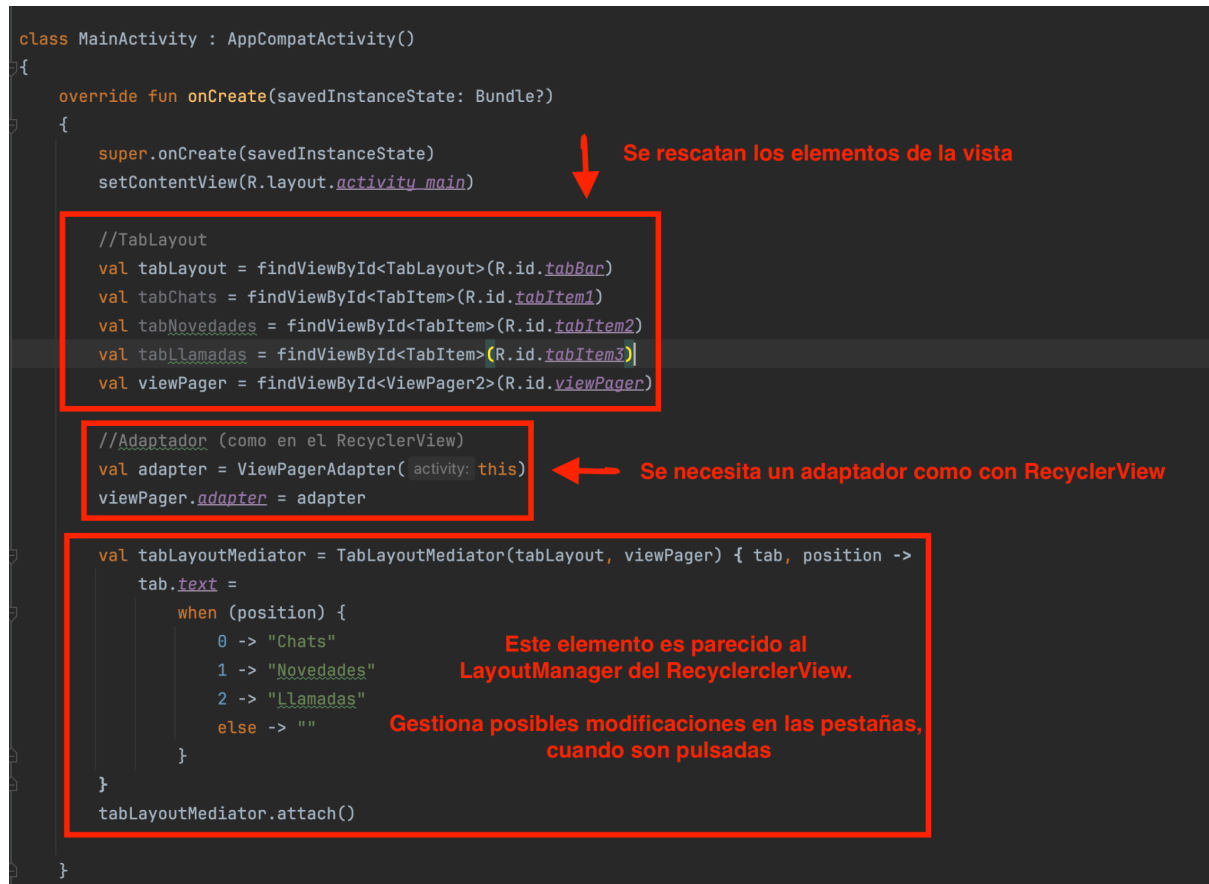 class MainActivity : AppCompatActivity()
{
override fun onCreate(savedInstanceState: Bundle?)
{
super.onCreate(savedInstanceState)
Se rescatan los elementos de la vista
setContentView(R.layout.activity_main)
//TabLayout
val tabLayout = findViewById<TabLayout>(R.id.tabBar)
val tabChats = findViewById<TabItem>(R.id.tabItem1)
val tabNovedades = findViewById<TabItem>(R.id.tabItem2)
val tabLlamadas = findViewById<TabItem>(R.id.tabItem3)
val viewPager = findViewById<ViewPager2>(R.id.viewPager)
//Adaptador (como en el RecyclerView)
val adapter = ViewPagerAdapter( activity: this)
Se necesita un adaptador como con RecyclerView
viewPager.adapter = adapter
val tabLayoutMediator = TabLayoutMediator(tabLayout, viewPager) { tab, position ->
tab.text =
when (position) {
0 -> "Chats"
1 -> "Novedades"
2 -> "Llamadas"
else -> ""
}
Este elemento es parecido al
LayoutManager del RecyclerclerView.
Gestiona posibles modificaciones en las pestañas,
cuando son pulsadas
}
tabLayoutMediator.attach()
}